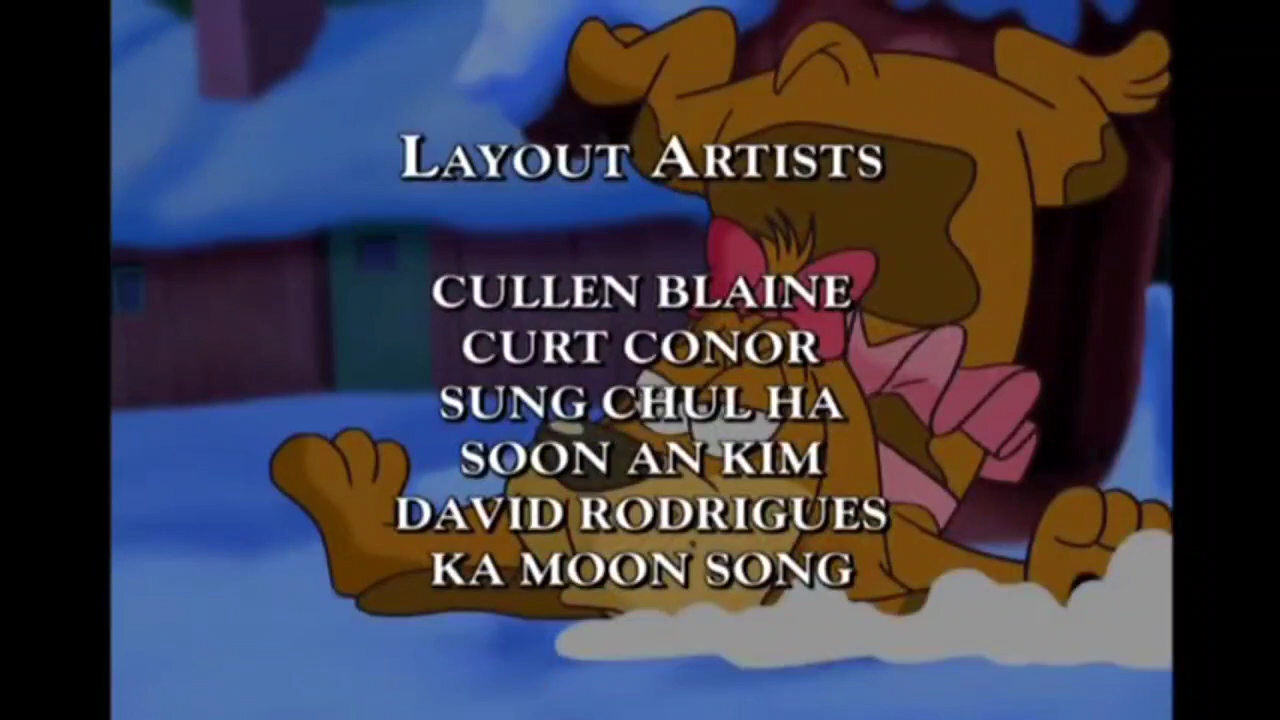 LAYOUT ARTISTS
CULLEN BLAINE
CURT CONOR
SUNG CHUL HA
SOON AN KIM
DAVID RODRIGUES
KA MOON SONG